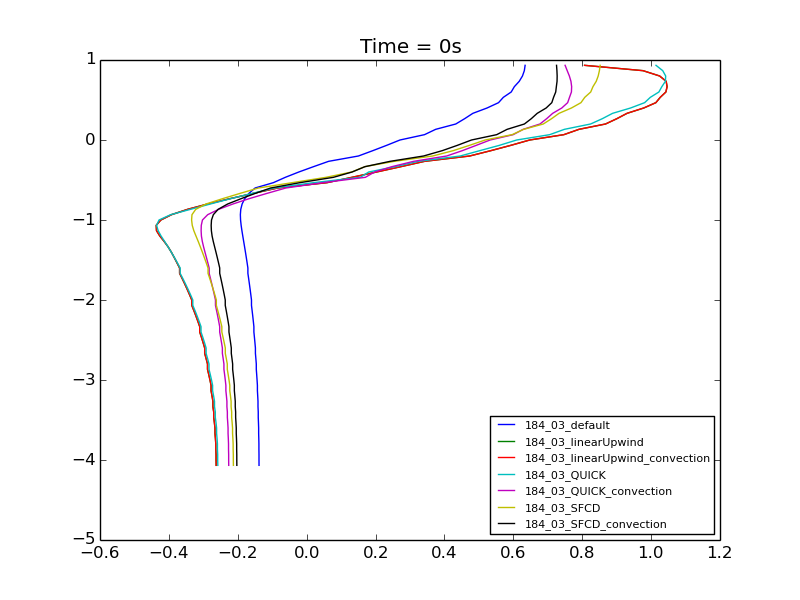 Time = 0s
1
0
−1
−2
−3
−4
−5
−0.6 −0.4 −0.2 0.0 0.2 0.4 0.6 0.8 1.0 1.2
184_03_default
184_03_linearUpwind
184_03_linearUpwind_convection
184_03_QUICK
184_03_QUICK_convection
184_03_SFCD
184_03_SFCD_convection